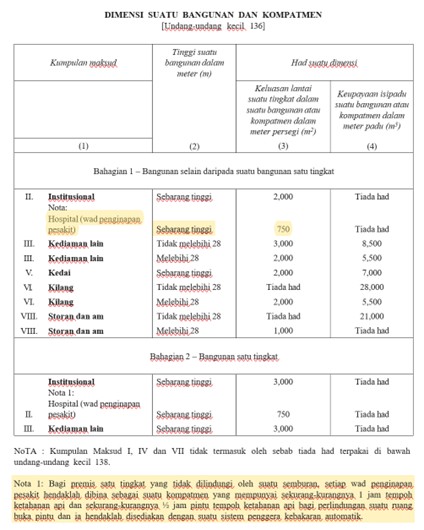 DIMENSI SUATU BANGUNAN DAN KOMPATMEN
[Undang-undang kecil 136]
Kumpulan maksud
Tinggi suatu bangunan dalam meter (m)
Had suatu dimensi
Keluasan lantai suatu tingkat dalam suatu bangunan atau kompatmen dalam meter persegi (m²)
Keupayaan isipadu suatu bangunan atau kompatmen dalam meter padu (m³)
(1) (2) (3) (4)
Bahagian 1 – Bangunan selain daripada suatu bangunan satu tingkat
II. Institusional Sebarang tinggi 2,000 Tiada had
Nota:
Hospital (wad penginapan
pesakit) Sebarang tinggi 750 Tiada had
III. Kediaman lain Tidak melebihi 28 3,000 8,500
III. Kediaman lain Melebihi 28 2,000 5,500
V. Kedai Sebarang tinggi 2,000 7,000
VI. Kilang Tidak melebihi 28 Tiada had 28,000
VI. Kilang Melebihi 28 2,000 5,500
VIII. Storan dan am Tidak melebihi 28 Tiada had 21,000
VIII. Storan dan am Melebihi 28 1,000 Tiada had
Bahagian 2 – Bangunan satu tingkat
Institusional Sebarang tinggi 3,000 Tiada had
Nota 1:
Hospital (wad penginapan
II. pesakit) Sebarang tinggi 750 Tiada had
III. Kediaman lain Sebarang tinggi 3,000 Tiada had
NOTA : Kumpulan Maksud I, IV dan VII tidak termasuk oleh sebab tiada had terpakai di bawah
undang-undang kecil 138.
Nota 1: Bagi premis satu tingkat yang tidak dilindungi oleh suatu semburan, setiap wad penginapan
pesakit hendaklah dibina sebagai suatu kompatmen yang mempunyai sekurang-kurangnya 1 jam tempoh
ketahanan api dan sekurang-kurangnya ½ jam pintu tempoh ketahanan api bagi perlindungan suatu ruang
buka pintu dan ia hendaklah disediakan dengan suatu sistem penggera kebakaran automatik.